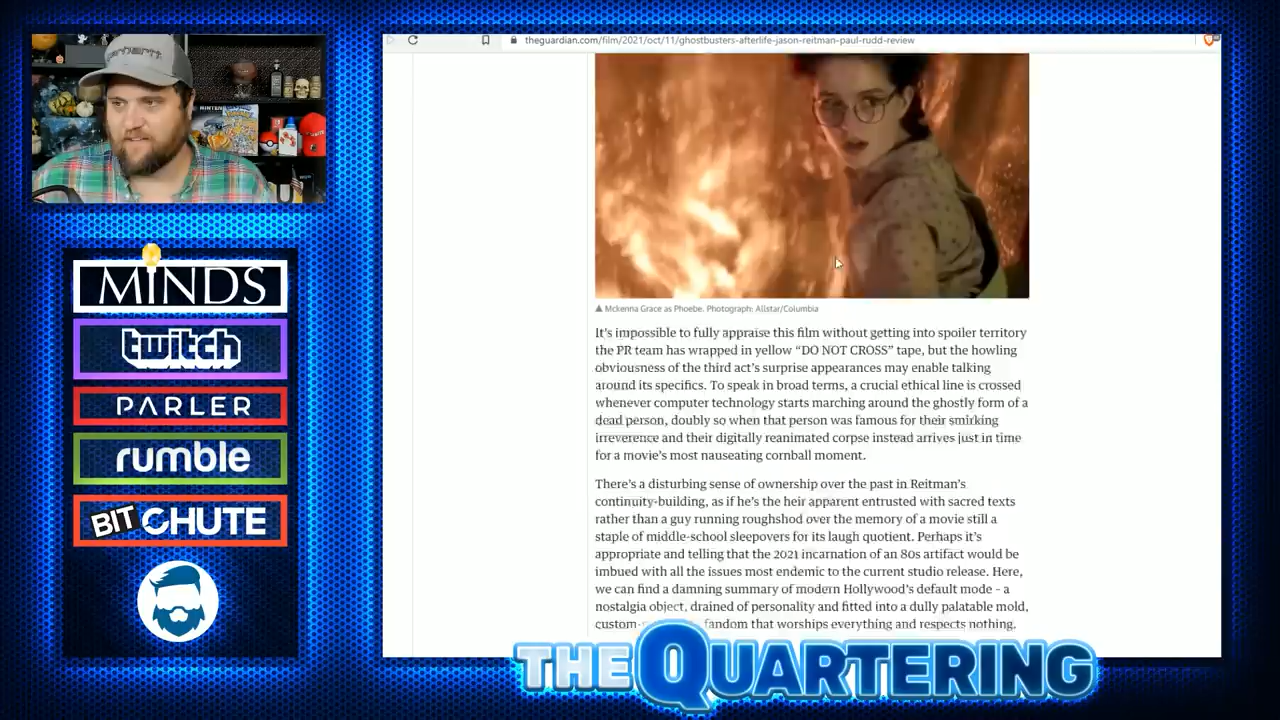 theguardian.com/film/2021/oct/11/ghostbusters-afterlife-jason-reitman-paul-rudd-review
carhartt
NINTENDO
MINDS
twitch
PARLER
rumble
BITCHUTE
▲ Mckenna Grace as Phoebe. Photograph: Allstar/Columbia
It's impossible to fully appraise this film without getting into spoiler territory
the PR team has wrapped in yellow “DO NOT CROSS” tape, but the howling
obviousness of the third act's surprise appearances may enable talking
around its specifics. To speak in broad terms, a crucial ethical line is crossed
whenever computer technology starts marching around the ghostly form of a
dead person, doubly so when that person was famous for their smirking
irreverence and their digitally reanimated corpse instead arrives just in time
for a movie's most nauseating cornball moment.
There's a disturbing sense of ownership over the past in Reitman's
continuity-building, as if he's the heir apparent entrusted with sacred texts
rather than a guy running roughshod over the memory of a movie still a
staple of middle-school sleepovers for its laugh quotient. Perhaps it's
appropriate and telling that the 2021 incarnation of an 80s artifact would be
imbued with all the issues most endemic to the current studio release. Here,
we can find a damning summary of modern Hollywood's default mode – a
nostalgia object, drained of personality and fitted into a dully palatable mold,
custom- fandom that worships everything and respects nothing.
THE QUARTERING